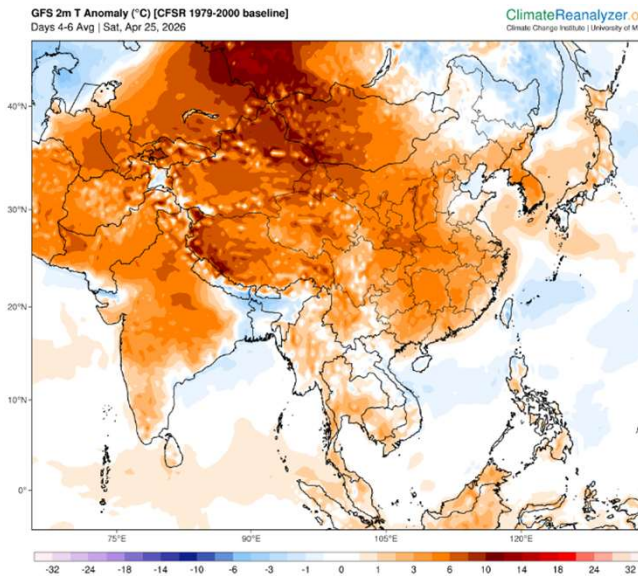 GFS 2m T Anomaly (°C) [CFSR 1979-2000 baseline]
Days 4-6 Avg | Sat, Apr 25, 2026
ClimateReanalyzer.o
Climate Change Institute | University of M
40°N
30°N
20°N
10°N
0°
75°E
90°E
105°E
120°E
-32 -24 -18 -14 -10 -6 -3 -1 0 1 3 6 10 14 18 24 32